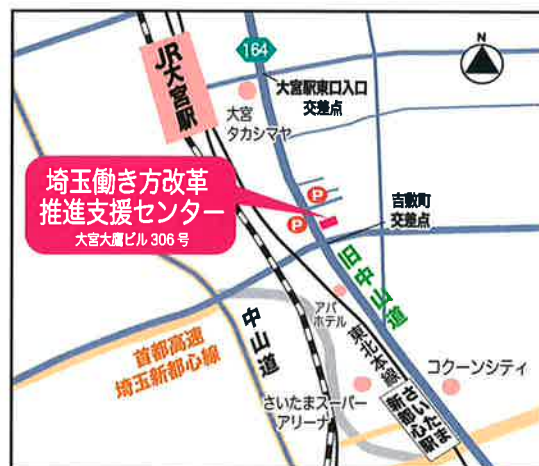 N
164
JR大宮駅
大宮駅東口入口
交差点
大宮
タカシマヤ
埼玉働き方改革
推進支援センター
大宮大鷹ビル 306 号
P
P
吉敷町
交差点
旧中山道
アパ
ホテル
中山道
東北本線
首都高速
埼玉新都心線
コクーンシティ
さいたまスーパー
アリーナ
さいたま
新都心駅